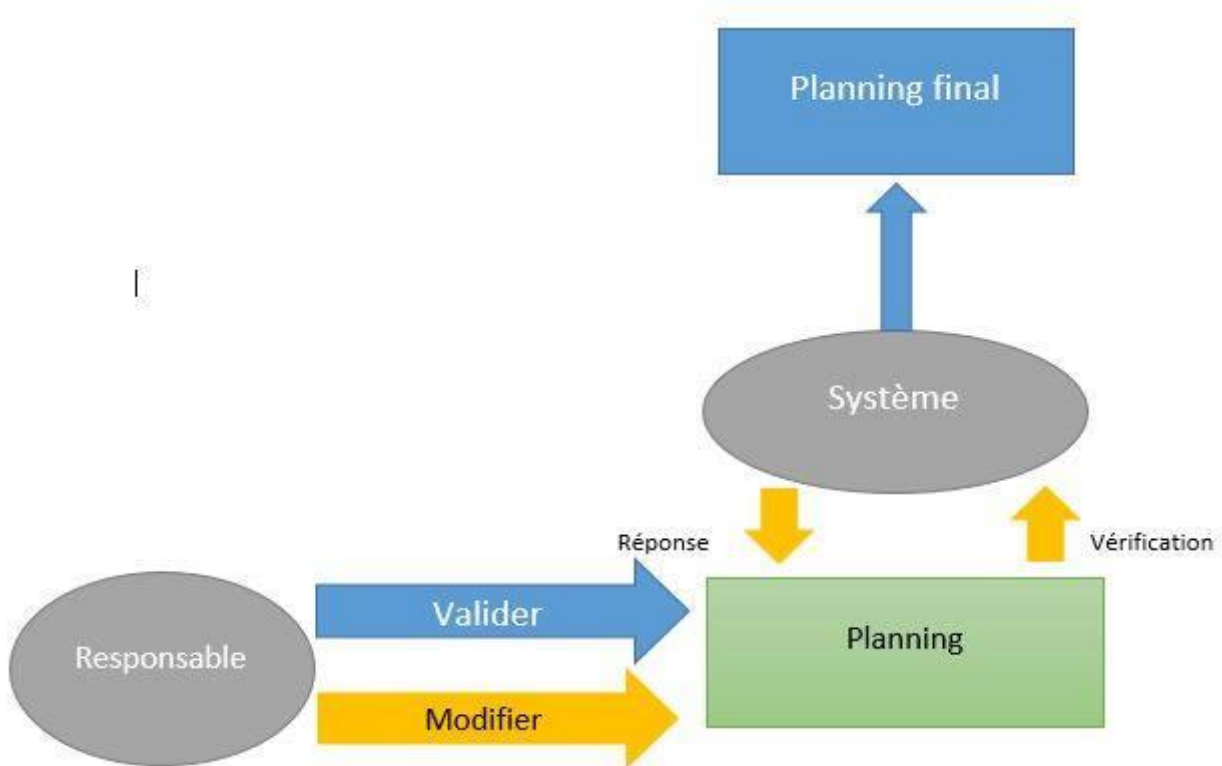 Planning final
Système
Réponse
Vérification
Valider
Planning
Responsable
Modifier